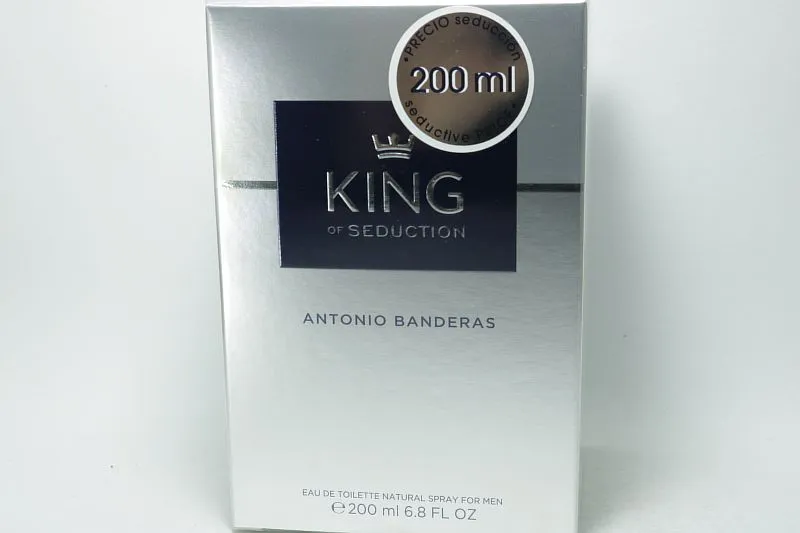 • PRECIO seducción
200 ml
seductive PRICE •
KING
OF SEDUCTION
ANTONIO BANDERAS
EAU DE TOILETTE NATURAL SPRAY FOR MEN
℮200 ml 6.8 FL OZ